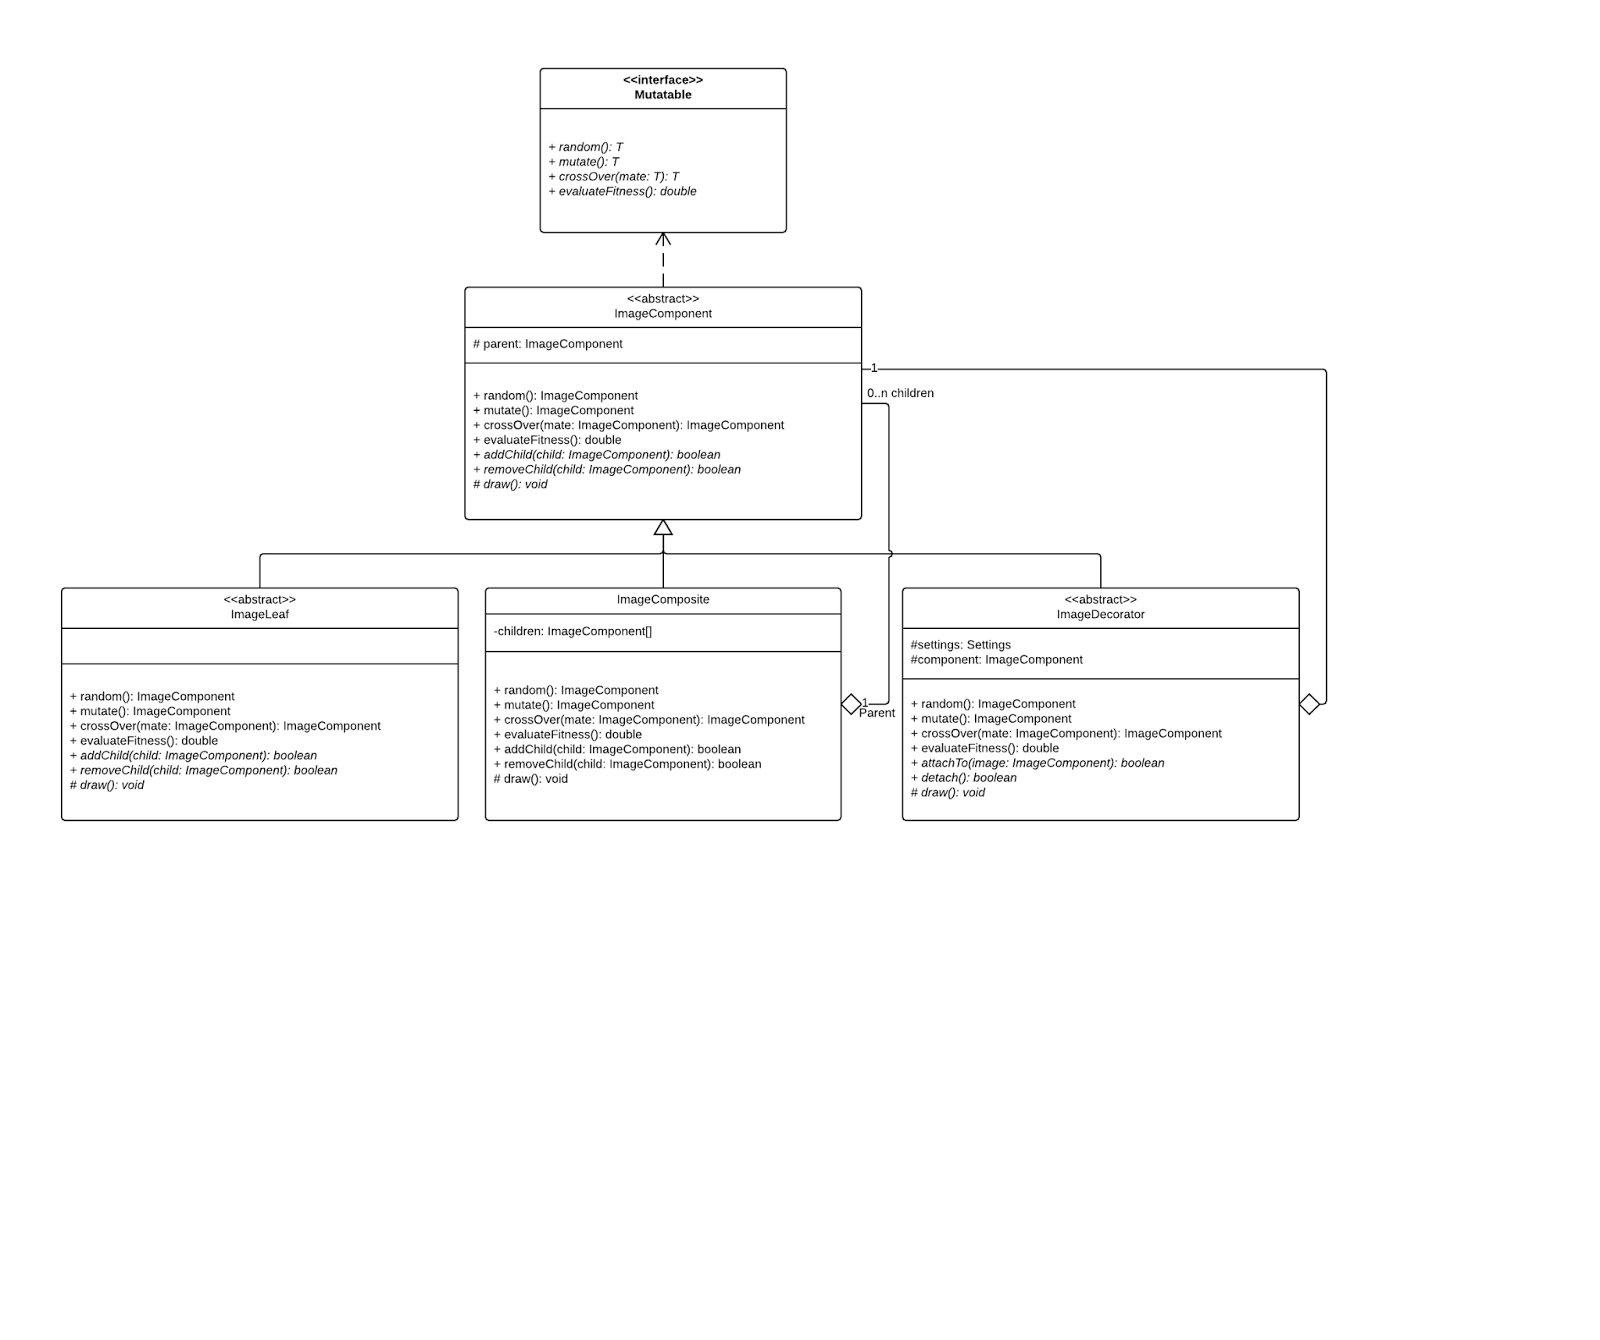 <<interface>>
Mutatable
+ random(): T
+ mutate(): T
+ crossOver(mate: T): T
+ evaluateFitness(): double
<<abstract>>
ImageComponent
# parent: ImageComponent
+ random(): ImageComponent
+ mutate(): ImageComponent
+ crossOver(mate: ImageComponent): ImageComponent
+ evaluateFitness(): double
+ addChild(child: ImageComponent): boolean
+ removeChild(child: ImageComponent): boolean
# draw(): void
1
0..n children
<<abstract>>
ImageLeaf
+ random(): ImageComponent
+ mutate(): ImageComponent
+ crossOver(mate: ImageComponent): ImageComponent
+ evaluateFitness(): double
+ addChild(child: ImageComponent): boolean
+ removeChild(child: ImageComponent): boolean
# draw(): void
ImageComposite
-children: ImageComponent[]
+ random(): ImageComponent
+ mutate(): ImageComponent
+ crossOver(mate: ImageComponent): ImageComponent
+ evaluateFitness(): double
+ addChild(child: ImageComponent): boolean
+ removeChild(child: ImageComponent): boolean
# draw(): void
1
Parent
<<abstract>>
ImageDecorator
#settings: Settings
#component: ImageComponent
+ random(): ImageComponent
+ mutate(): ImageComponent
+ crossOver(mate: ImageComponent): ImageComponent
+ evaluateFitness(): double
+ attachTo(image: ImageComponent): boolean
+ detach(): boolean
# draw(): void